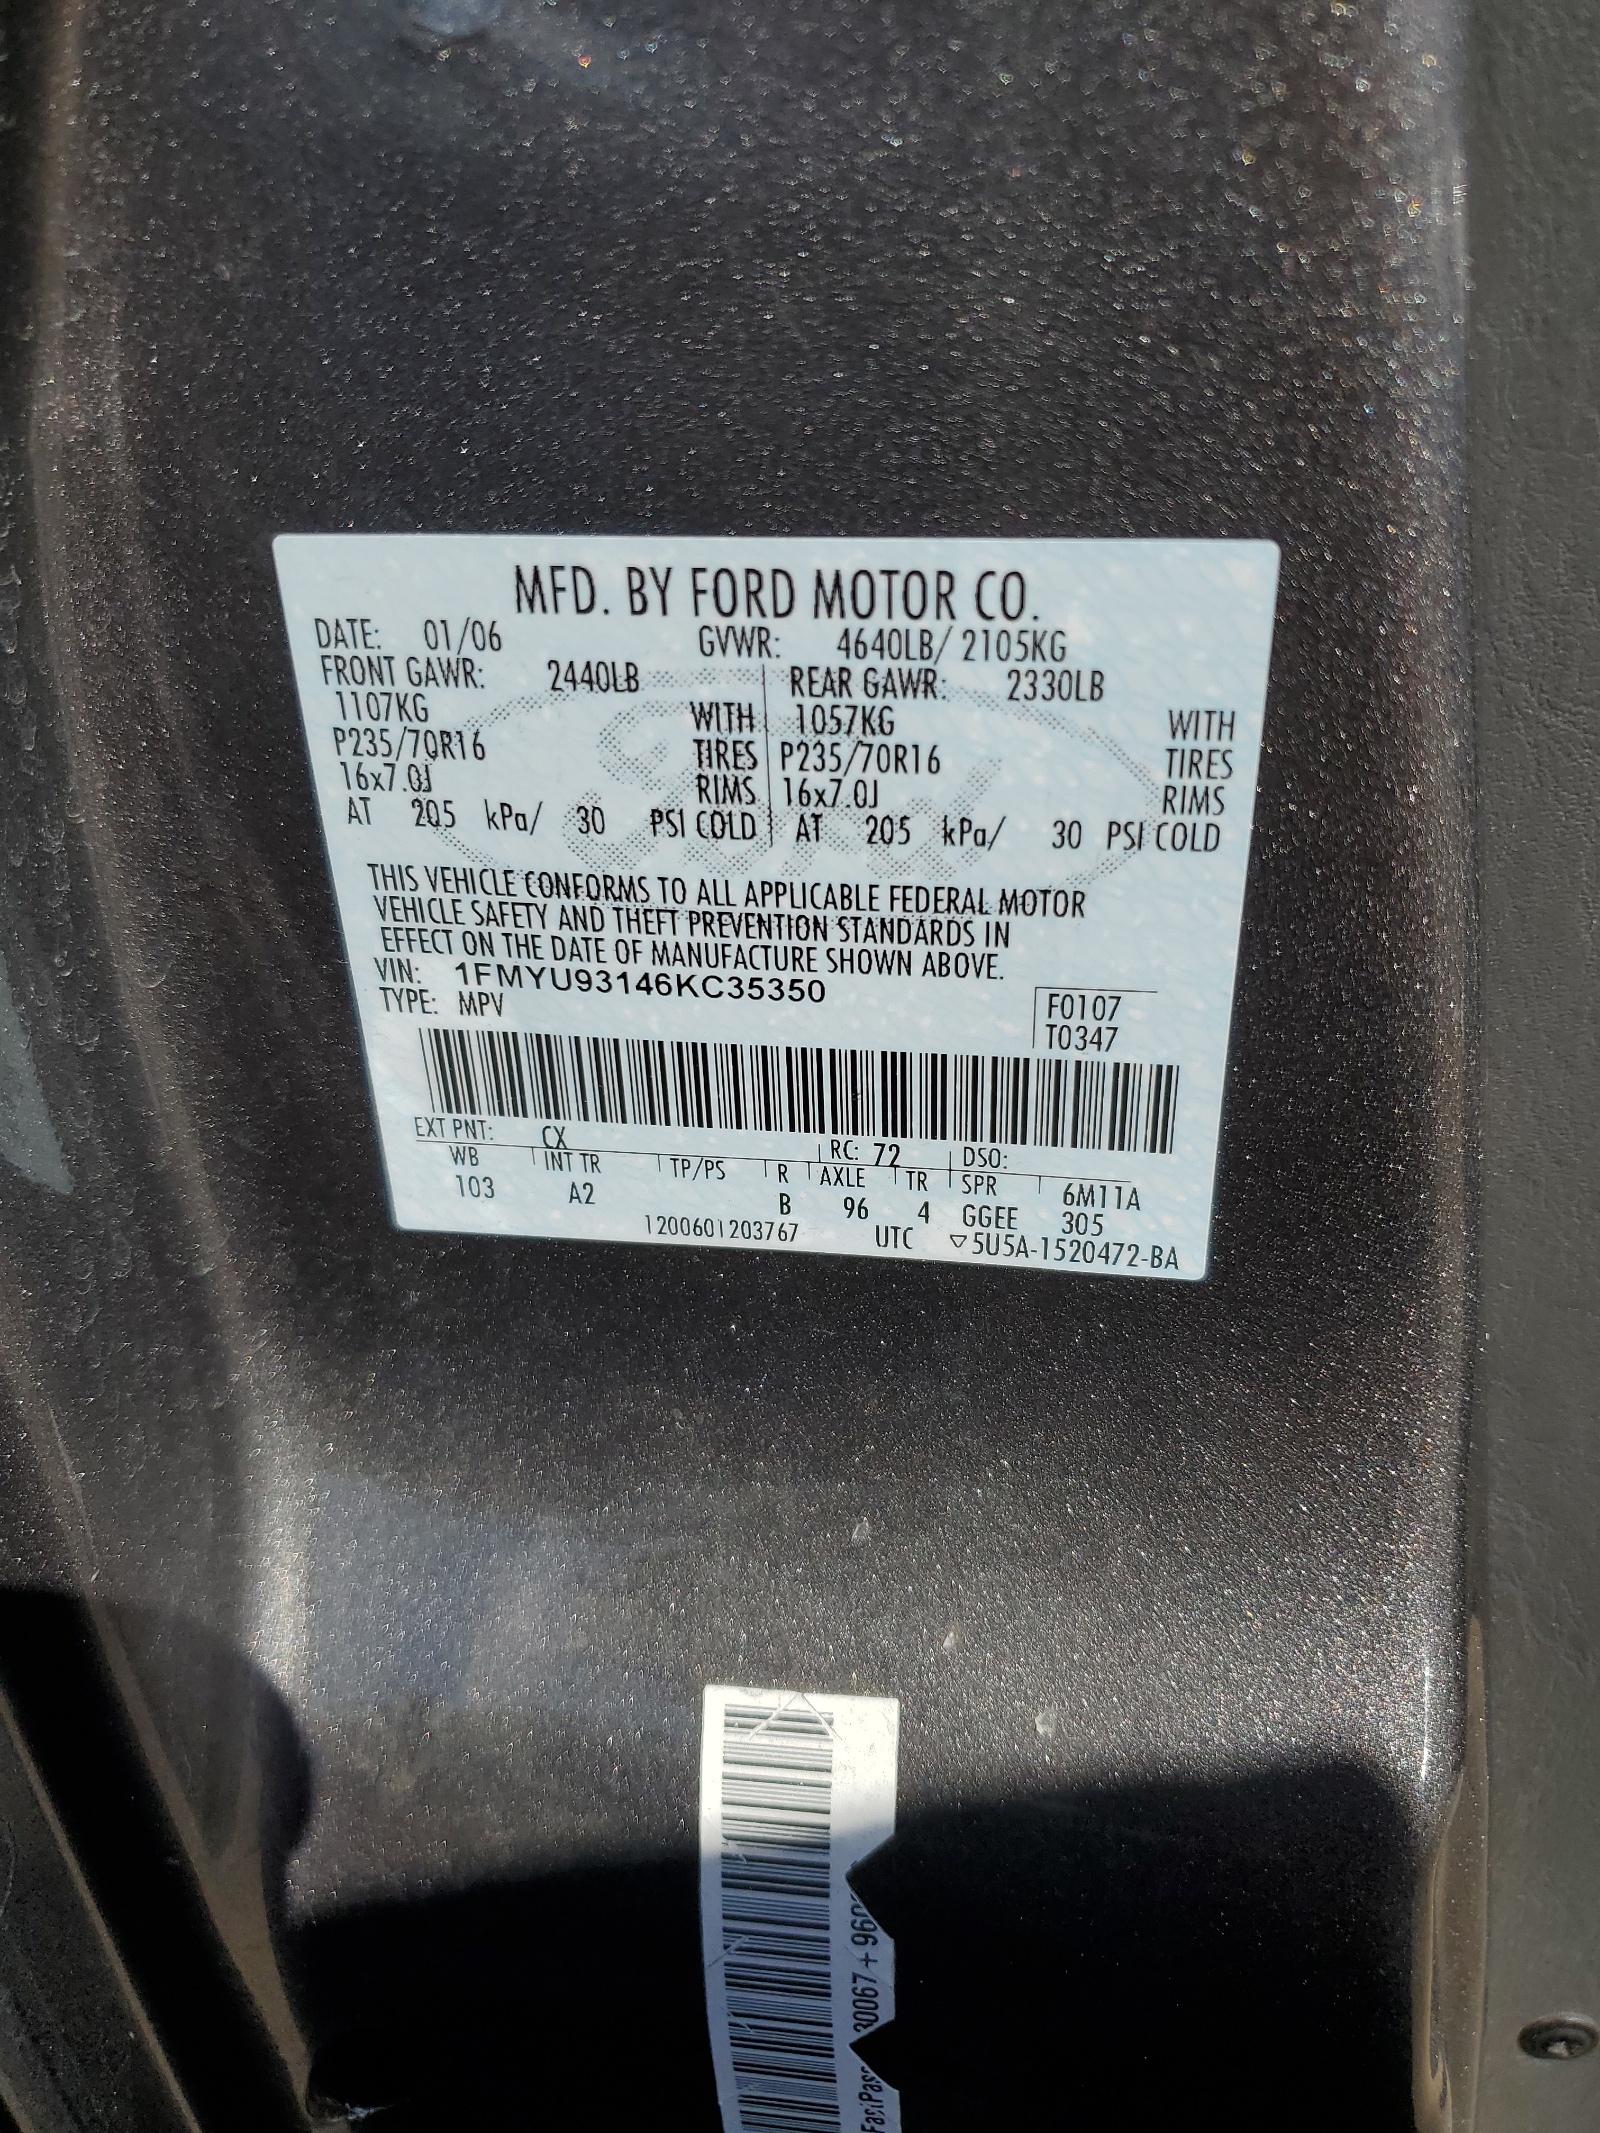 MFD. BY FORD MOTOR CO.
DATE: 01/06 GVWR: 4640LB/ 2105KG
FRONT GAWR: 2440LB REAR GAWR: 2330LB
1107KG WITH 1057KG WITH
P235/70R16 TIRES P235/70R16 TIRES
16x7.0J RIMS 16x7.0J RIMS
AT 205 kPa/ 30 PSI COLD AT 205 kPa/ 30 PSI COLD
THIS VEHICLE CONFORMS TO ALL APPLICABLE FEDERAL MOTOR
VEHICLE SAFETY AND THEFT PREVENTION STANDARDS IN
EFFECT ON THE DATE OF MANUFACTURE SHOWN ABOVE.
VIN: 1FMYU93146KC35350
TYPE: MPV
F0107
T0347
EXT PNT: CX RC: 72 DSO:
WB INT TR TP/PS R AXLE TR SPR 6M11A
103 A2 B 96 4 GGEE 305
1200601203767 UTC ▽5U5A-1520472-BA
Ford
30067+960